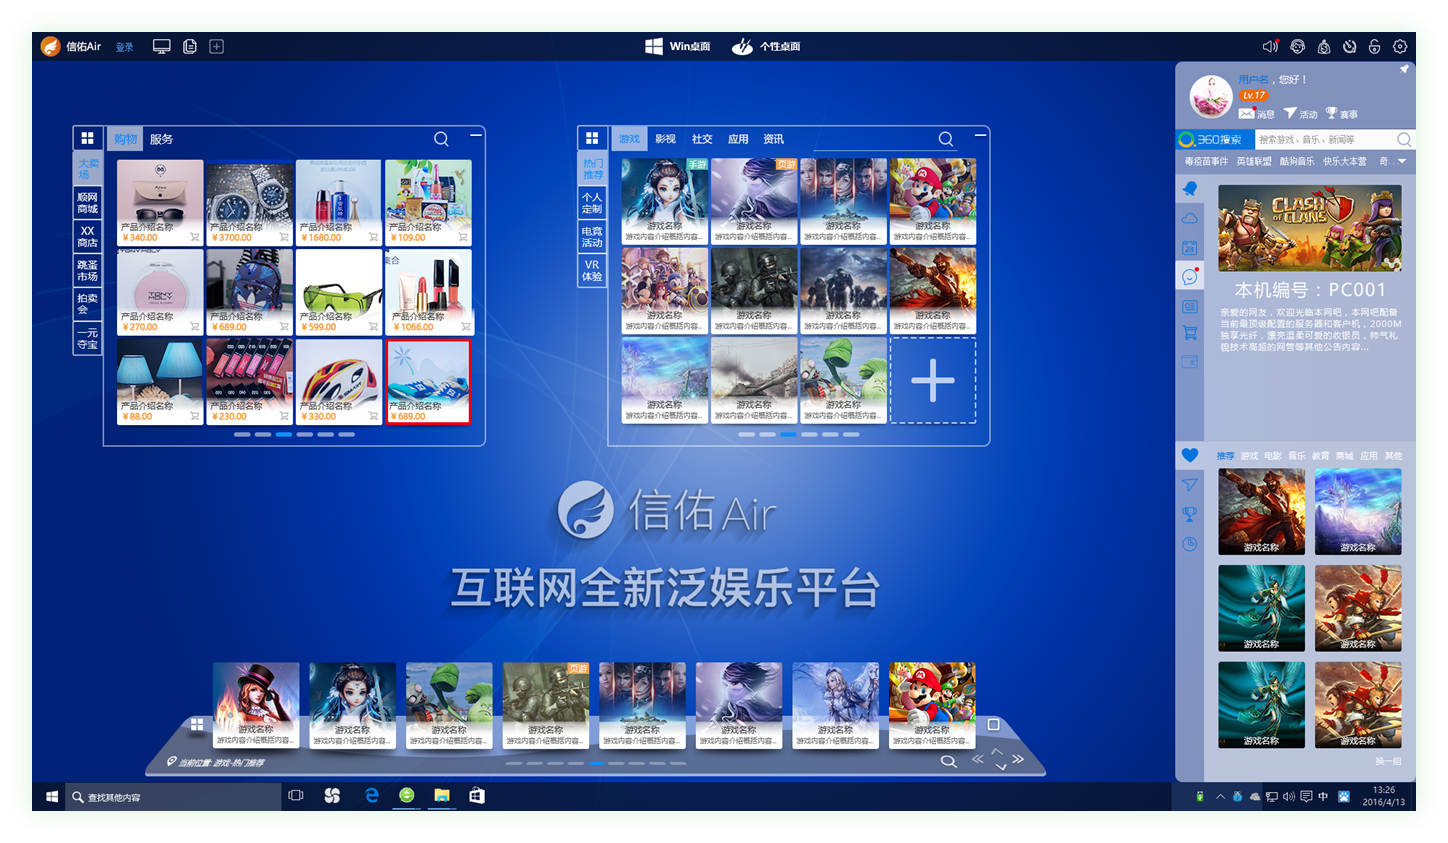 信佑Air 登录 Win桌面 个性桌面
用户名，您好！
Lv.17
消息 活动 赛事
360搜索 搜索游戏、音乐、新闻等
毒疫苗事件 英雄联盟 酷狗音乐 快乐大本营 奇...
购物 服务
大卖场
顺网商城
XX商店
跳蚤市场
拍卖会
一元夺宝
产品介绍名称 产品介绍名称 产品介绍名称 产品介绍名称
¥340.00 ¥3700.00 ¥1680.00 ¥109.00
集合
TONY MOLY
产品介绍名称 产品介绍名称 产品介绍名称 产品介绍名称
¥270.00 ¥689.00 ¥599.00 ¥1066.00
产品介绍名称 产品介绍名称 产品介绍名称 产品介绍名称
¥88.00 ¥230.00 ¥330.00 ¥689.00
游戏 影视 社交 应用 资讯
热门推荐
个人定制
电竞活动
VR体验
手游 页游
游戏名称 游戏名称 游戏名称 游戏名称
游戏内容介绍概括内容... 游戏内容介绍概括内容... 游戏内容介绍概括内容... 游戏内容介绍概括内容...
游戏名称 游戏名称 游戏名称 游戏名称
游戏内容介绍概括内容... 游戏内容介绍概括内容... 游戏内容介绍概括内容... 游戏内容介绍概括内容...
游戏名称 游戏名称 游戏名称
游戏内容介绍概括内容... 游戏内容介绍概括内容... 游戏内容介绍概括内容...
28
CLASH OF CLANS
本机编号：PC001
亲爱的网友，欢迎光临本网吧，本网吧配备
当前最顶级配置的服务器和客户机，2000M
独享光纤，漂亮温柔可爱的收银员，帅气礼
貌技术高超的网管等其他公告内容...
推荐 游戏 电影 音乐 教育 商城 应用 其他
游戏名称 游戏名称
游戏名称 游戏名称
游戏名称 游戏名称
换一组
信佑Air
互联网全新泛娱乐平台
页游
游戏名称 游戏名称 游戏名称 游戏名称 游戏名称 游戏名称 游戏名称 游戏名称
游戏内容介绍概括内容... 游戏内容介绍概括内容... 游戏内容介绍概括内容... 游戏内容介绍概括内容... 游戏内容介绍概括内容... 游戏内容介绍概括内容... 游戏内容介绍概括内容... 游戏内容介绍概括内容...
当前位置: 游戏-热门推荐
查找其他内容
中
13:26
2016/4/13